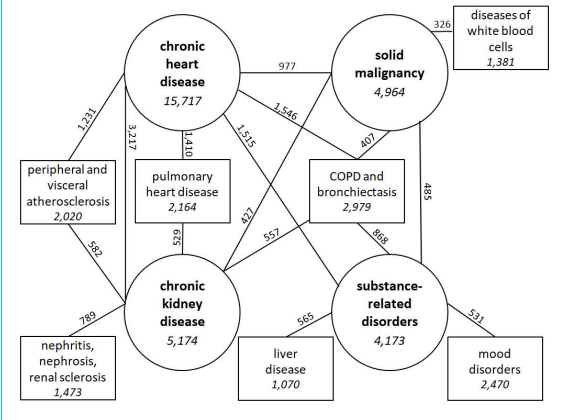 chronic
heart
disease
15,717
977
solid
malignancy
4,964
326
diseases of
white blood
cells
1,381
1,231
3,217
1,410
1,515
1,546
407
485
peripheral and
visceral
atherosclerosis
2,020
pulmonary
heart disease
2,164
COPD and
bronchiectasis
2,979
582
529
427
557
868
chronic
kidney
disease
5,174
substance-
related
disorders
4,173
789
565
531
nephritis,
nephrosis,
renal sclerosis
1,473
liver
disease
1,070
mood
disorders
2,470